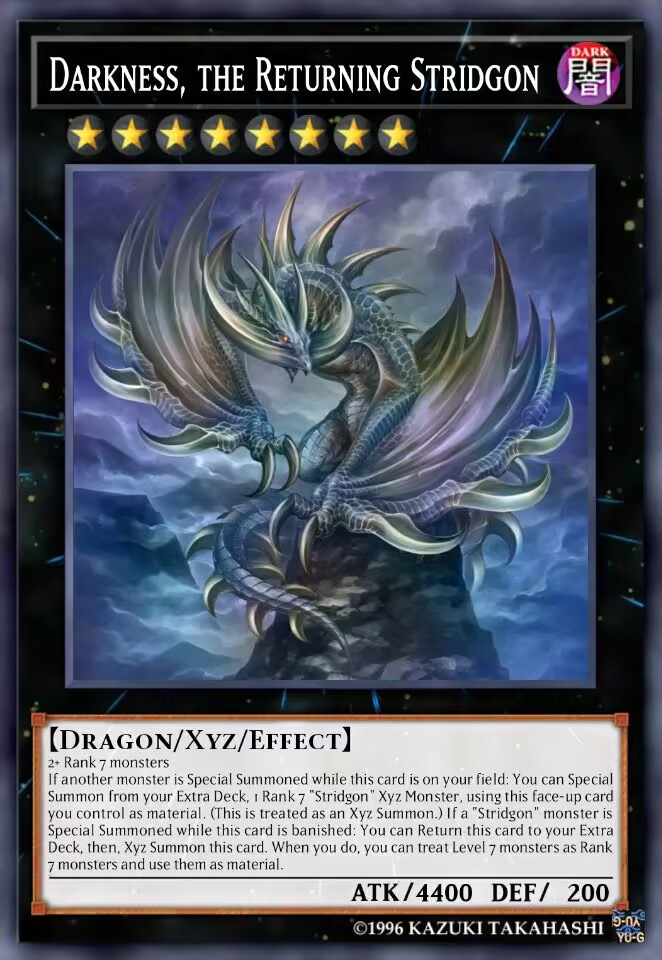 DARKNESS, THE RETURNING STRIDGON
DARK
闇
【DRAGON/XYZ/EFFECT】
2+ Rank 7 monsters
If another monster is Special Summoned while this card is on your field: You can Special
Summon from your Extra Deck, 1 Rank 7 "Stridgon" Xyz Monster, using this face-up card
you control as material. (This is treated as an Xyz Summon.) If a "Stridgon" monster is
Special Summoned while this card is banished: You can Return this card to your Extra
Deck, then, Xyz Summon this card. When you do, you can treat Level 7 monsters as Rank
7 monsters and use them as material.
ATK/4400 DEF/ 200
©1996 KAZUKI TAKAHASHI